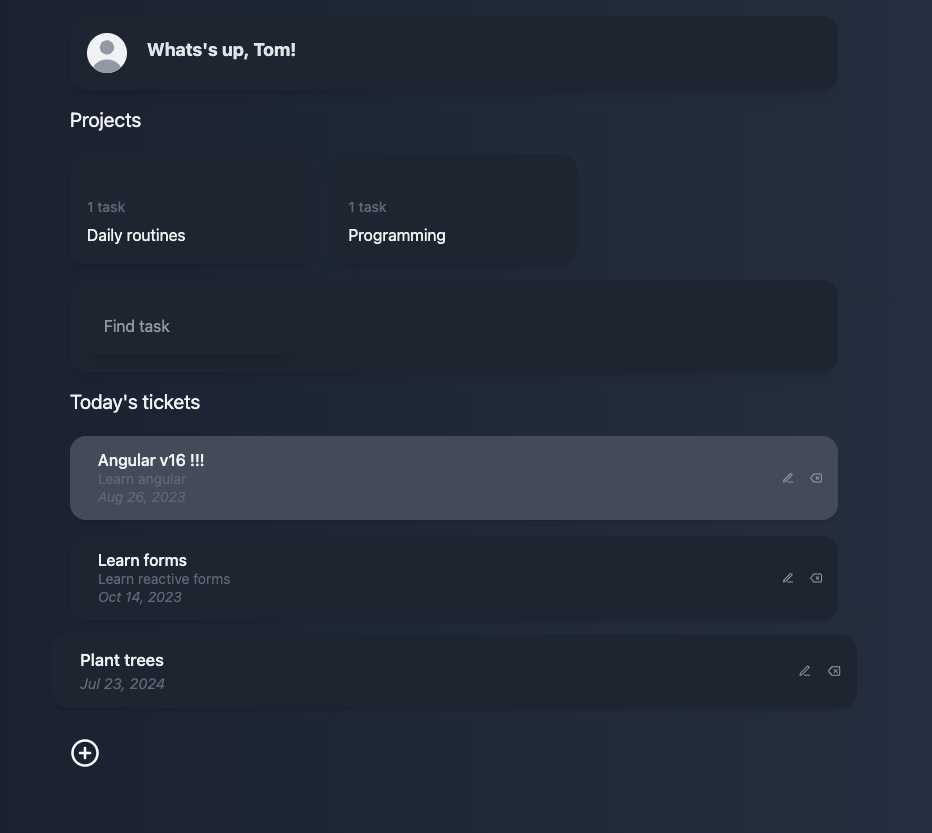 Whats's up, Tom!
Projects
1 task
Daily routines
1 task
Programming
Find task
Today's tickets
Angular v16 !!!
Learn angular
Aug 26, 2023
Learn forms
Learn reactive forms
Oct 14, 2023
Plant trees
Jul 23, 2024